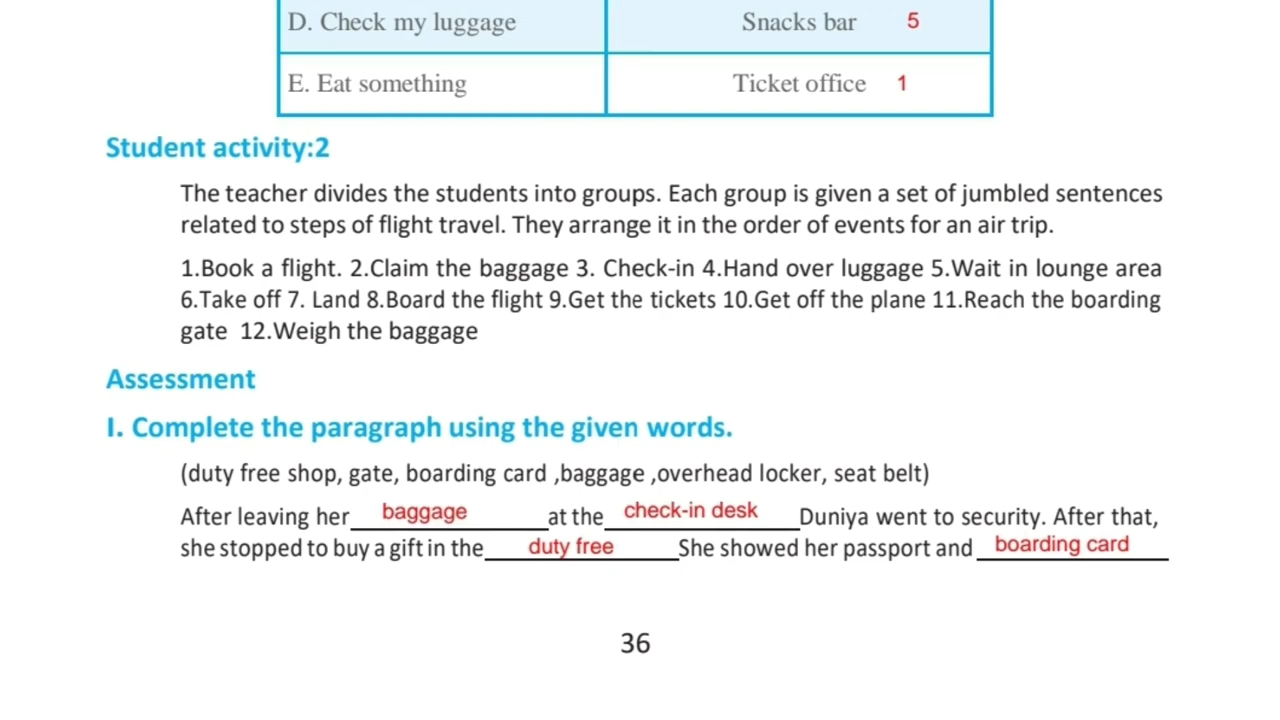 D. Check my luggage Snacks bar 5
E. Eat something Ticket office 1
Student activity:2
The teacher divides the students into groups. Each group is given a set of jumbled sentences
related to steps of flight travel. They arrange it in the order of events for an air trip.
1.Book a flight. 2.Claim the baggage 3. Check-in 4.Hand over luggage 5.Wait in lounge area
6.Take off 7. Land 8.Board the flight 9.Get the tickets 10.Get off the plane 11.Reach the boarding
gate 12.Weigh the baggage
Assessment
I. Complete the paragraph using the given words.
(duty free shop, gate, boarding card ,baggage ,overhead locker, seat belt)
After leaving her baggage at the check-in desk Duniya went to security. After that,
she stopped to buy a gift in the duty free She showed her passport and boarding card
36